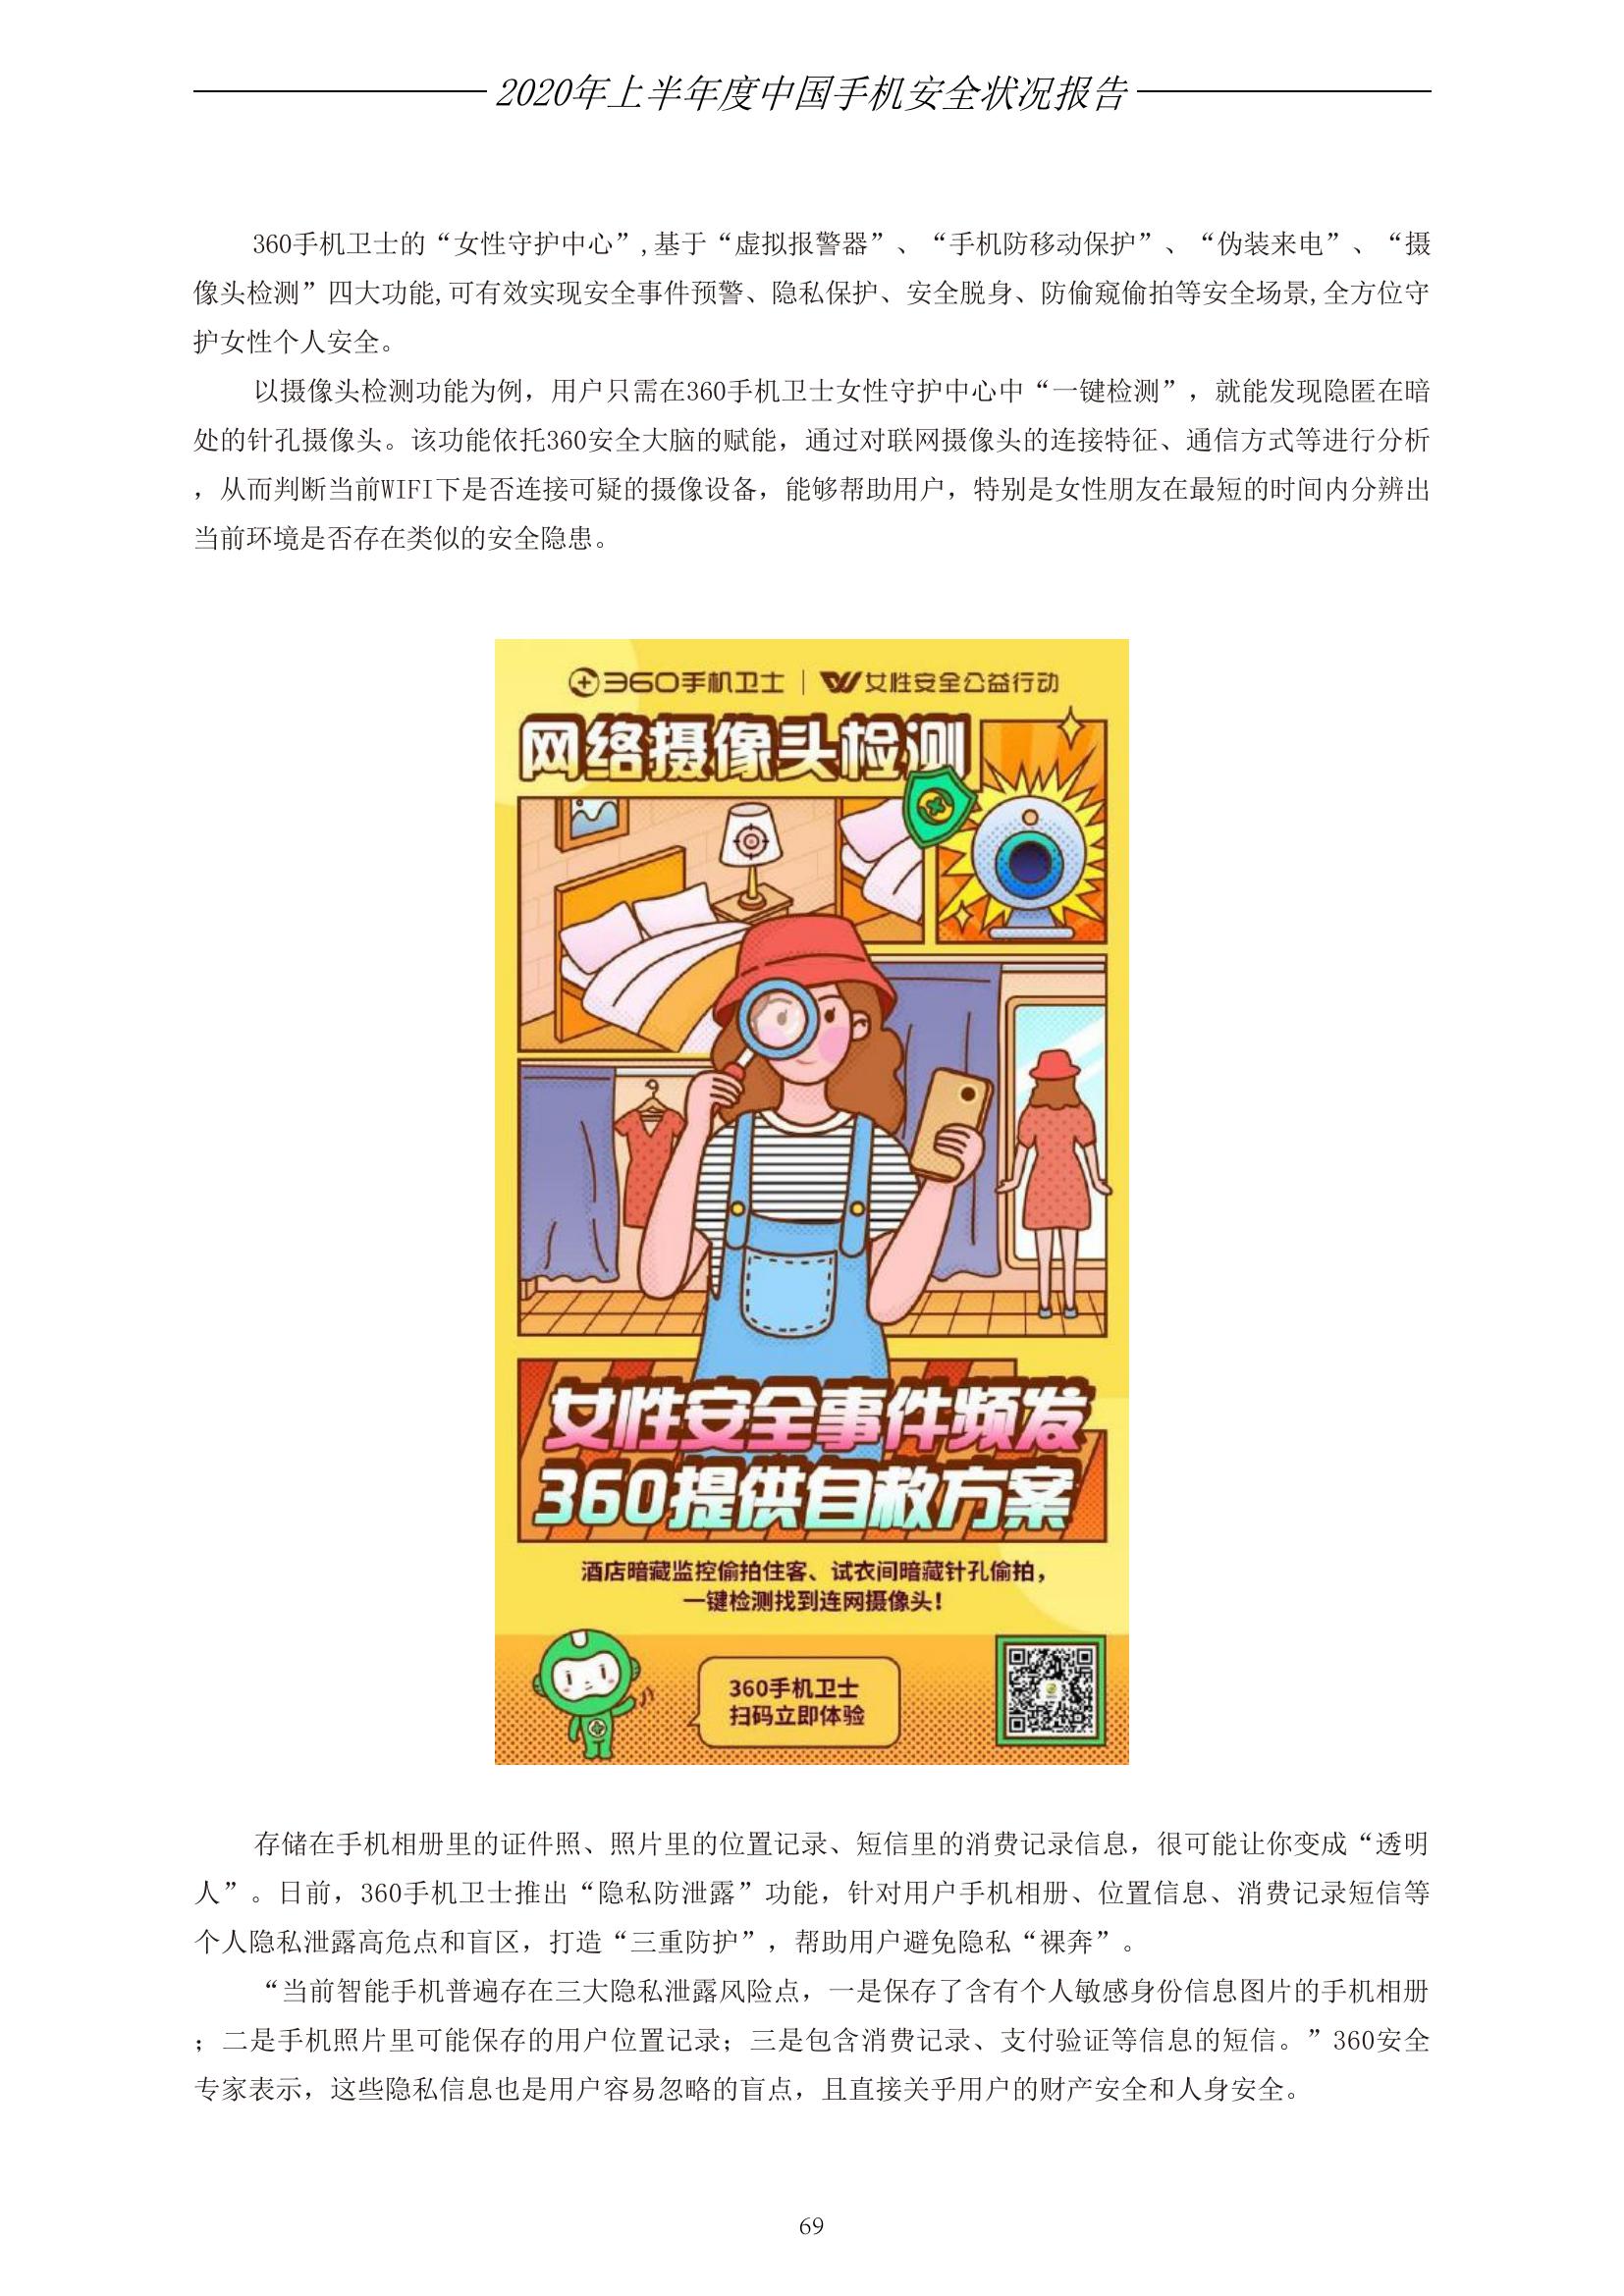 2020年上半年度中国手机安全状况报告
360手机卫士的“女性守护中心”,基于“虚拟报警器”、“手机防移动保护”、“伪装来电”、“摄
像头检测”四大功能,可有效实现安全事件预警、隐私保护、安全脱身、防偷窥偷拍等安全场景,全方位守
护女性个人安全。
以摄像头检测功能为例，用户只需在360手机卫士女性守护中心中“一键检测”，就能发现隐匿在暗
处的针孔摄像头。该功能依托360安全大脑的赋能，通过对联网摄像头的连接特征、通信方式等进行分析
，从而判断当前WIFI下是否连接可疑的摄像设备，能够帮助用户，特别是女性朋友在最短的时间内分辨出
当前环境是否存在类似的安全隐患。
360手机卫士｜女性安全公益行动
网络摄像头检测
女性安全事件频发
360提供自救方案
酒店暗藏监控偷拍住客、试衣间暗藏针孔偷拍，
一键检测找到连网摄像头！
360手机卫士
扫码立即体验
存储在手机相册里的证件照、照片里的位置记录、短信里的消费记录信息，很可能让你变成“透明
人”。日前，360手机卫士推出“隐私防泄露”功能，针对用户手机相册、位置信息、消费记录短信等
个人隐私泄露高危点和盲区，打造“三重防护”，帮助用户避免隐私“裸奔”。
“当前智能手机普遍存在三大隐私泄露风险点，一是保存了含有个人敏感身份信息图片的手机相册
；二是手机照片里可能保存的用户位置记录；三是包含消费记录、支付验证等信息的短信。”360安全
专家表示，这些隐私信息也是用户容易忽略的盲点，且直接关乎用户的财产安全和人身安全。
69